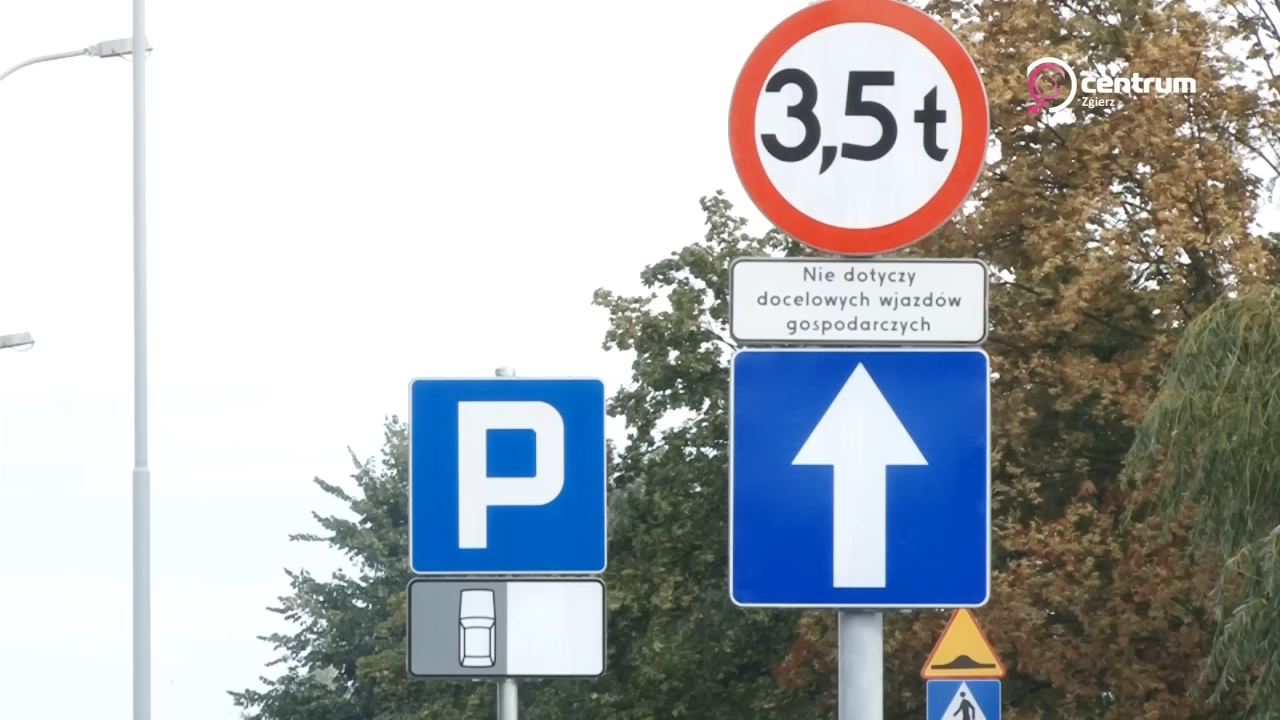 centrum
Zgierz
3,5 t
Nie dotyczy
docelowych wjazdów
gospodarczych
P